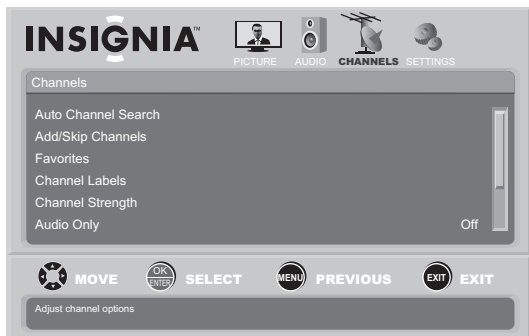 INSIGNIA™
PICTURE AUDIO CHANNELS SETTINGS
Channels
Auto Channel Search
Add/Skip Channels
Favorites
Channel Labels
Channel Strength
Audio Only Off
MOVE OK ENTER SELECT MENU PREVIOUS EXIT EXIT
Adjust channel options